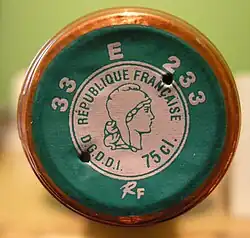 33 E 233
RÉPUBLIQUE FRANÇAISE
D.G.D.D.I. 75 cl.
RF